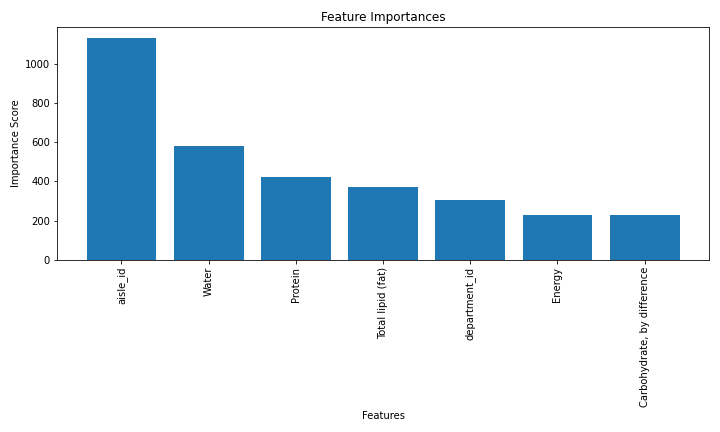 Feature Importances
Importance Score
1000
800
600
400
200
0
aisle_id
Water
Protein
Total lipid (fat)
department_id
Energy
Carbohydrate, by difference
Features